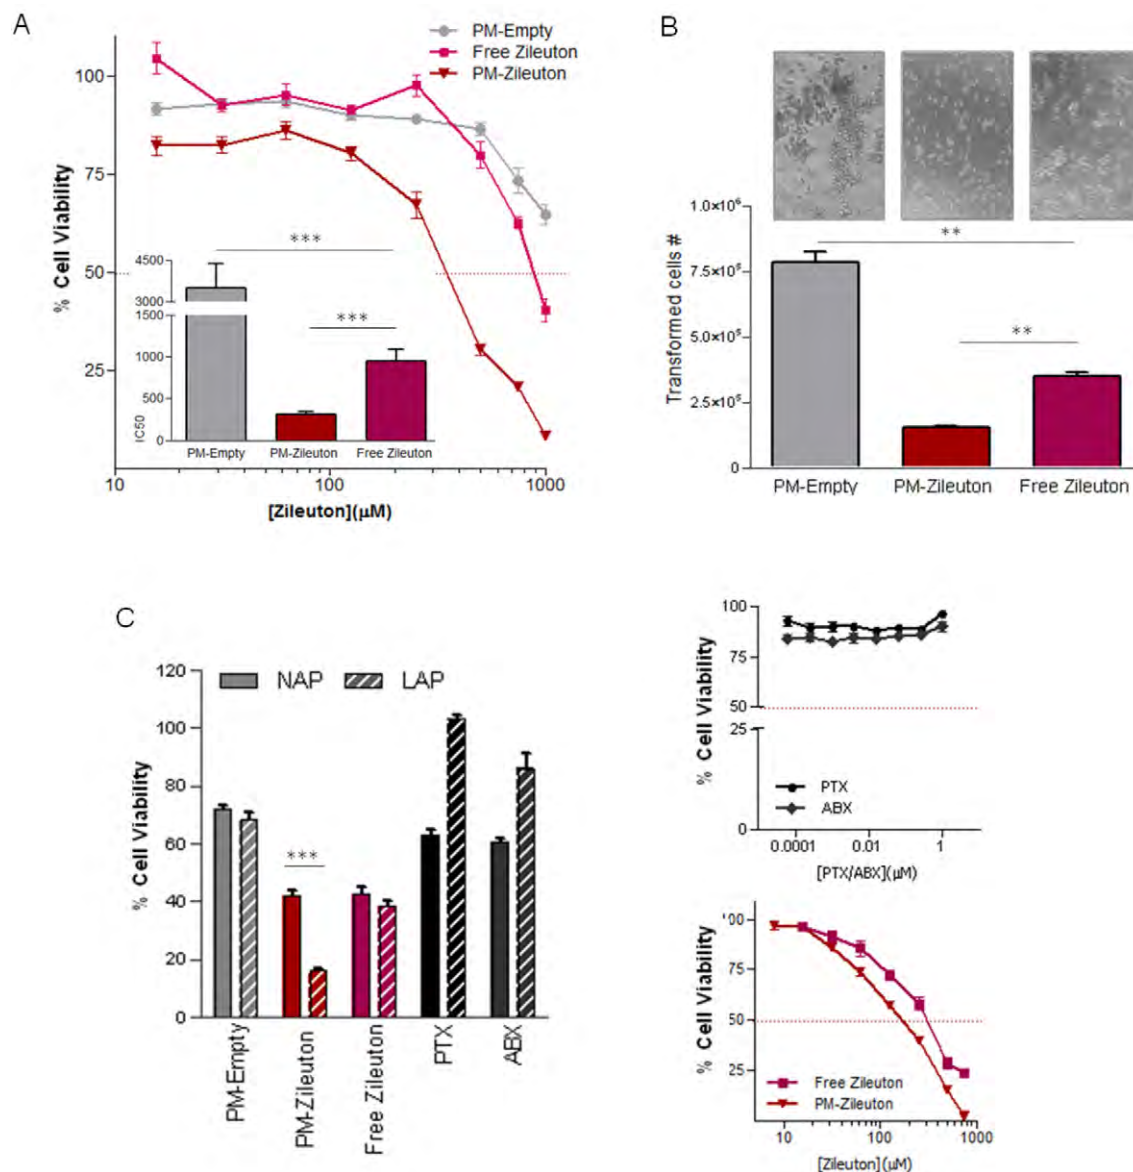 A
PM-Empty
Free Zileuton
PM-Zileuton
% Cell Viability
100
75
50
25
10
100
1000
[Zileuton](μM)
***
***
IC50
4500
3000
1500
1000
500
0
PM-Empty
PM-Zileuton
Free Zileuton
B
Transformed cells #
1.0×10⁶
7.5×10⁵
5.0×10⁵
2.5×10⁵
0
**
**
PM-Empty
PM-Zileuton
Free Zileuton
C
NAP
LAP
% Cell Viability
120
100
80
60
40
20
0
***
PM-Empty
PM-Zileuton
Free Zileuton
PTX
ABX
% Cell Viability
100
75
50
25
0
PTX
ABX
0.0001
0.01
1
[PTX/ABX](μM)
% Cell Viability
100
75
50
25
Free Zileuton
PM-Zileuton
10
100
1000
[Zileuton](μM)